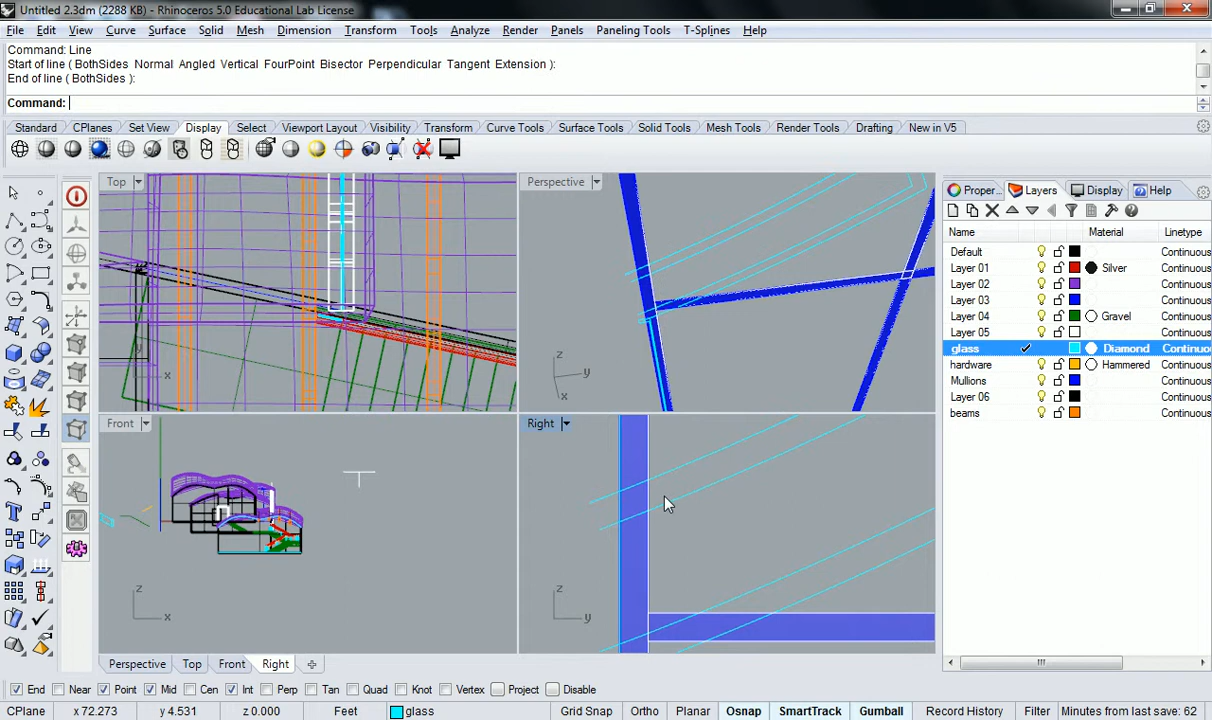 Untitled 2.3dm (2288 KB) - Rhinoceros 5.0 Educational Lab License
File Edit View Curve Surface Solid Mesh Dimension Transform Tools Analyze Render Panels Paneling Tools T-Splines Help
Command: Line
Start of line ( BothSides Normal Angled Vertical FourPoint Bisector Perpendicular Tangent Extension ):
End of line ( BothSides ):
Command:
Standard CPlanes Set View Display Select Viewport Layout Visibility Transform Curve Tools Surface Tools Solid Tools Mesh Tools Render Tools Drafting New in V5
Top Perspective
Proper... Layers Display Help
Name Material Linetype
Default Continuous
Layer 01 Silver Continuous
Layer 02 Continuous
Layer 03 Continuous
Layer 04 Gravel Continuous
Layer 05 Continuous
glass Diamond Continuo
hardware Hammered Continuous
Mullions Continuous
Layer 06 Continuous
beams Continuous
y x
z x
Front Right
z x
z y
Perspective Top Front Right
End Near Point Mid Cen Int Perp Tan Quad Knot Vertex Project Disable
CPlane x 72.273 y 4.531 z 0.000 Feet glass Grid Snap Ortho Planar Osnap SmartTrack Gumball Record History Filter Minutes from last save: 62